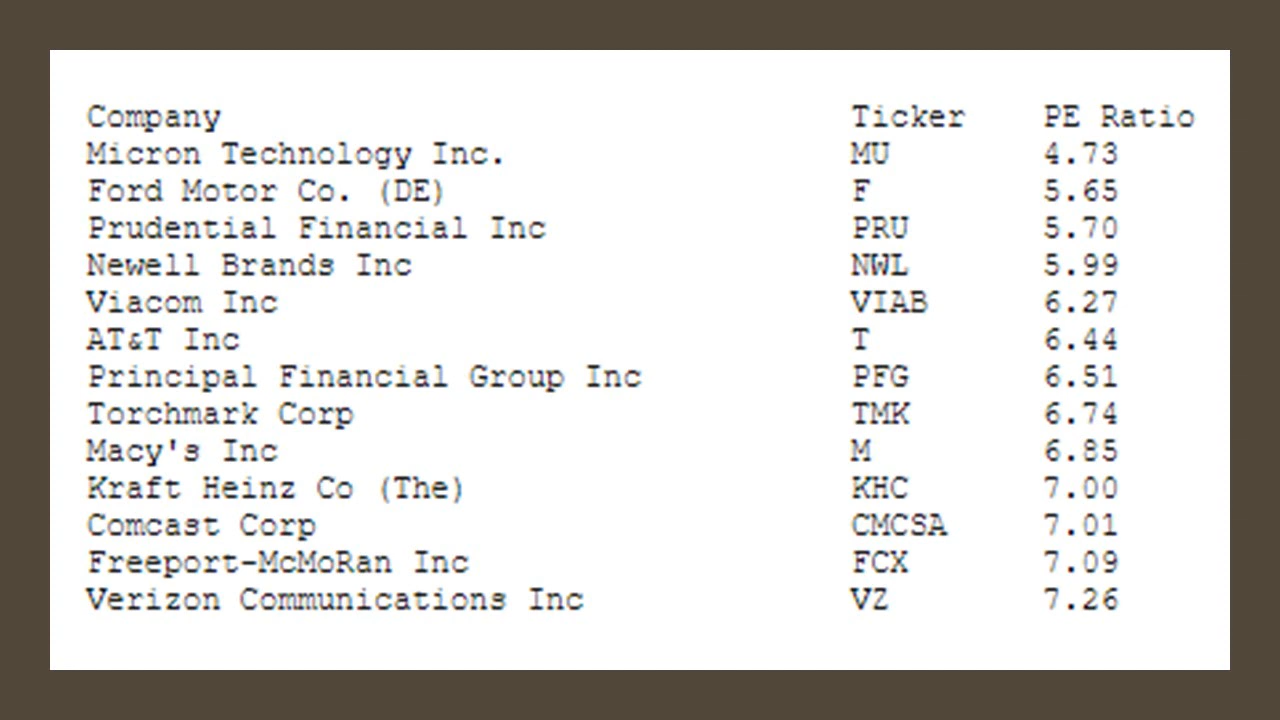 Company Ticker PE Ratio
Micron Technology Inc. MU 4.73
Ford Motor Co. (DE) F 5.65
Prudential Financial Inc PRU 5.70
Newell Brands Inc NWL 5.99
Viacom Inc VIAB 6.27
AT&T Inc T 6.44
Principal Financial Group Inc PFG 6.51
Torchmark Corp TMK 6.74
Macy's Inc M 6.85
Kraft Heinz Co (The) KHC 7.00
Comcast Corp CMCSA 7.01
Freeport-McMoRan Inc FCX 7.09
Verizon Communications Inc VZ 7.26